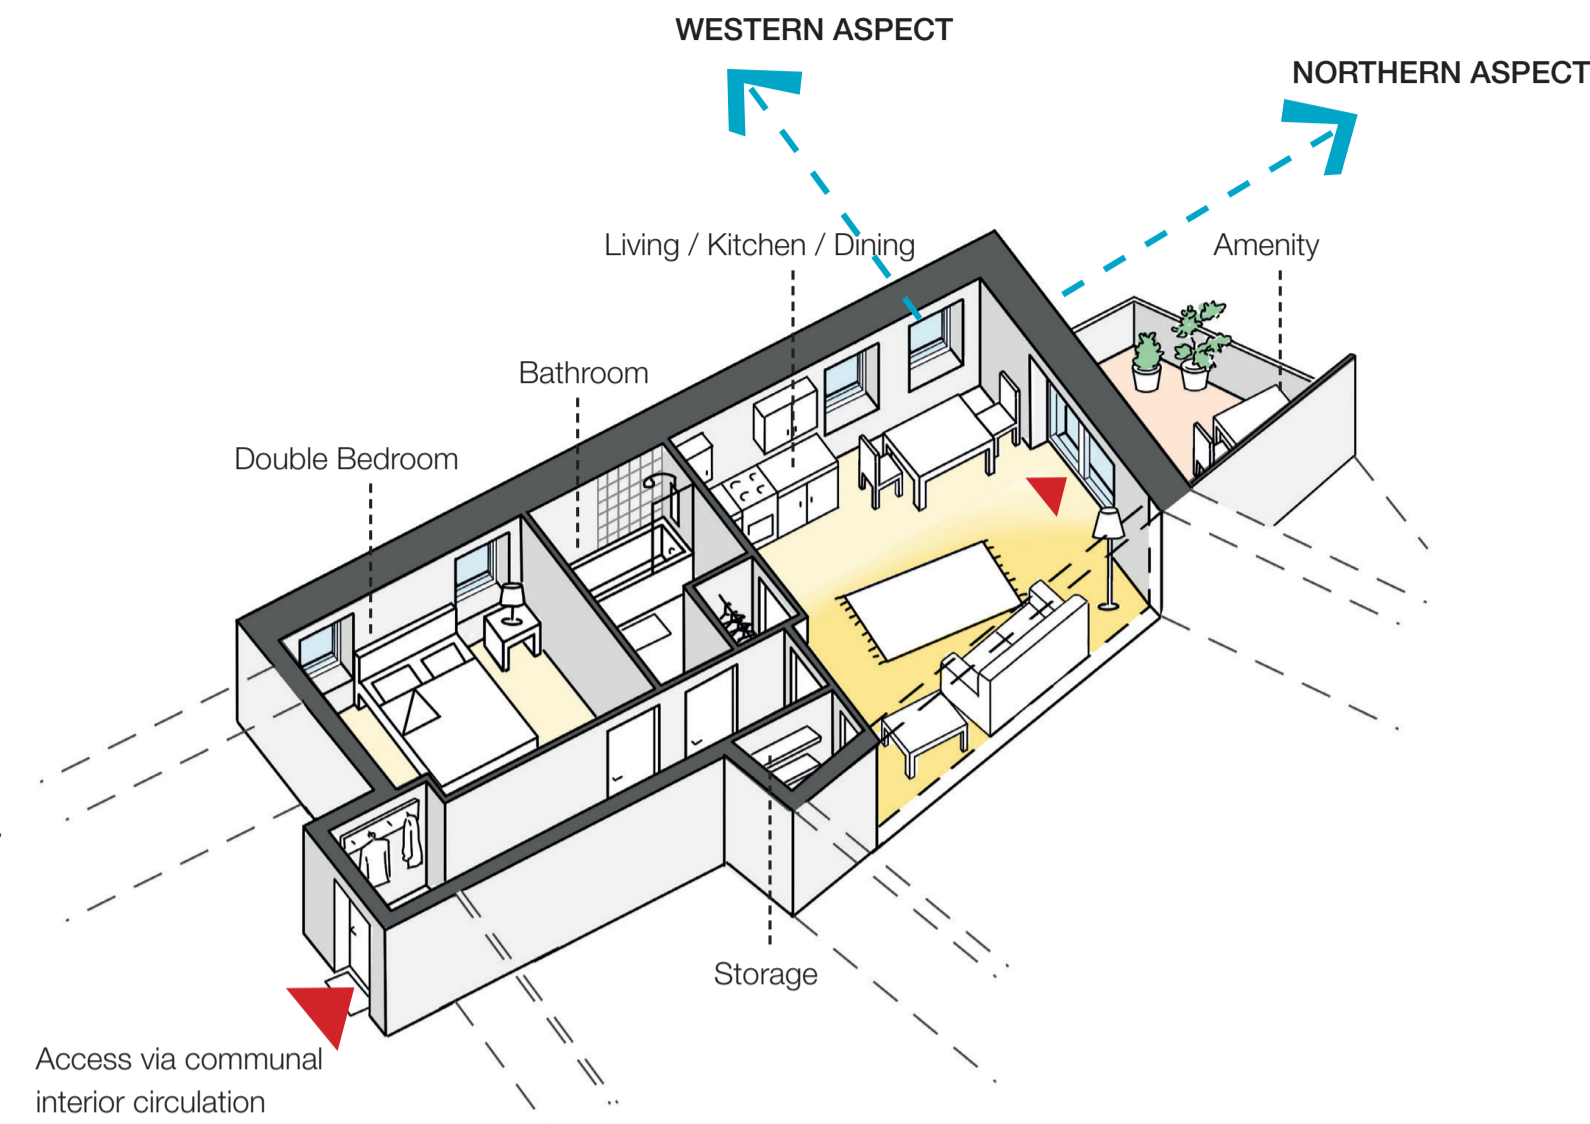 WESTERN ASPECT
NORTHERN ASPECT
Living / Kitchen / Dining
Amenity
Bathroom
Double Bedroom
Storage
Access via communal
interior circulation